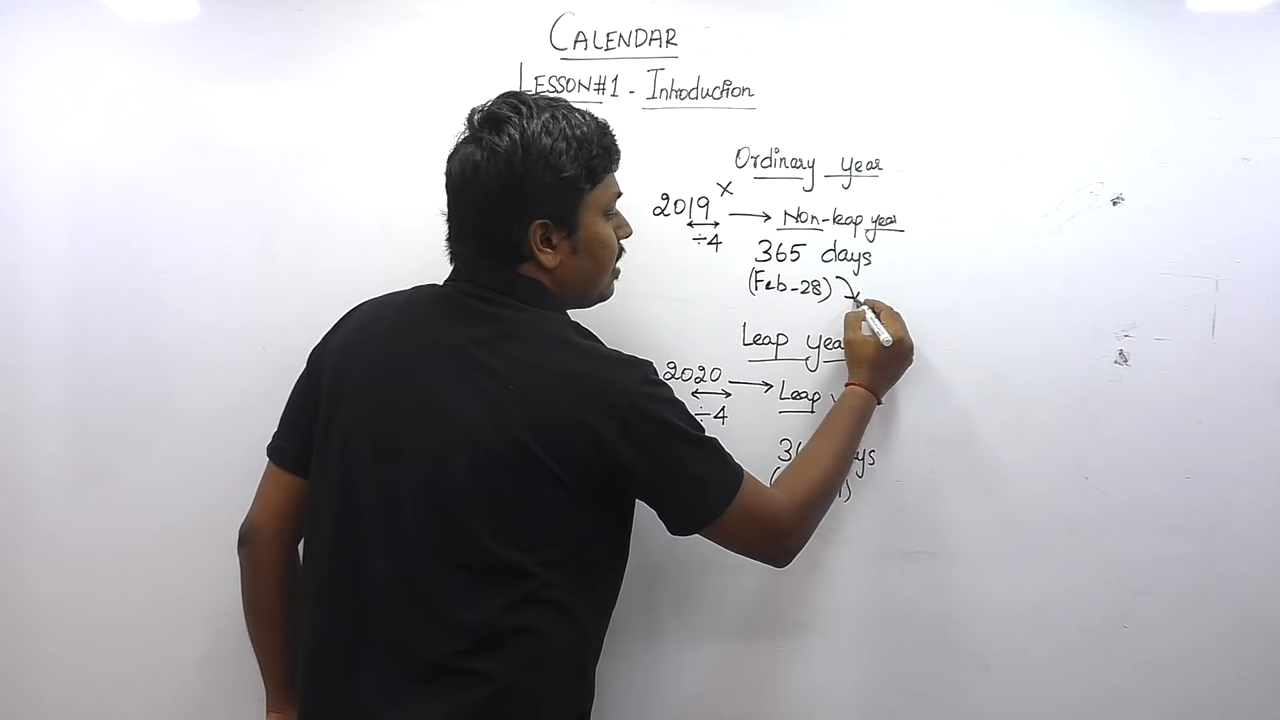 CALENDAR
LESSON#1 - Introduction
Ordinary year
2019 × → Non-leap year
÷4
365 days
(Feb-28)
Leap
2020 → Leap
÷4